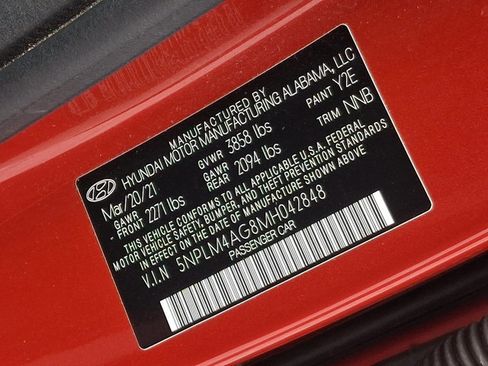 MANUFACTURED BY
HYUNDAI MOTOR MANUFACTURING ALABAMA, LLC
Mar/20/21 GVWR 3858 lbs PAINT Y2E
GAWR FRONT 2271 lbs GAWR REAR 2094 lbs TRIM NNB
THIS VEHICLE CONFORMS TO ALL APPLICABLE U.S.A. FEDERAL
MOTOR VEHICLE SAFETY, BUMPER, AND THEFT PREVENTION STANDARDS
IN EFFECT ON THE DATE OF MANUFACTURE SHOWN ABOVE.
V.I.N 5NPLM4AG8MH042848
PASSENGER CAR